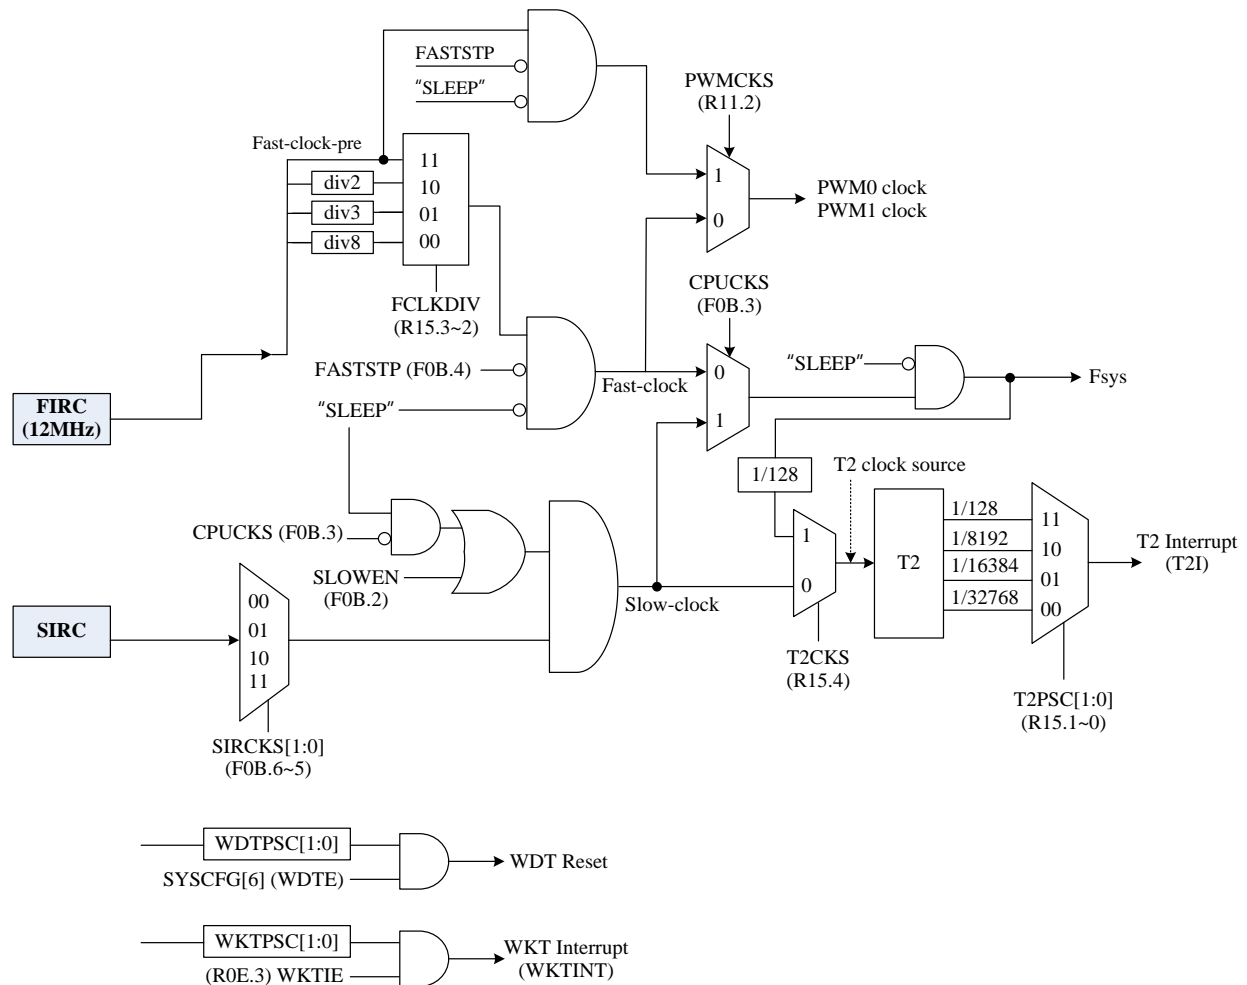 FASTSTP
"SLEEP"
PWMCKS
(R11.2)
Fast-clock-pre
11
div2
10
div3
01
div8
00
1
0
PWM0 clock
PWM1 clock
FCLKDIV
(R15.3~2)
CPUCKS
(F0B.3)
FASTSTP (F0B.4)
Fast-clock
0
1
"SLEEP"
Fsys
FIRC
(12MHz)
"SLEEP"
1/128
T2 clock source
CPUCKS (F0B.3)
SLOWEN
(F0B.2)
1
0
T2
1/128
1/8192
1/16384
1/32768
11
10
01
00
T2 Interrupt
(T2I)
Slow-clock
SIRC
00
01
10
11
T2CKS
(R15.4)
T2PSC[1:0]
(R15.1~0)
SIRCKS[1:0]
(F0B.6~5)
WDTPSC[1:0]
WDT Reset
SYSCFG[6] (WDTE)
WKTPSC[1:0]
WKT Interrupt
(WKTINT)
(R0E.3) WKTIE